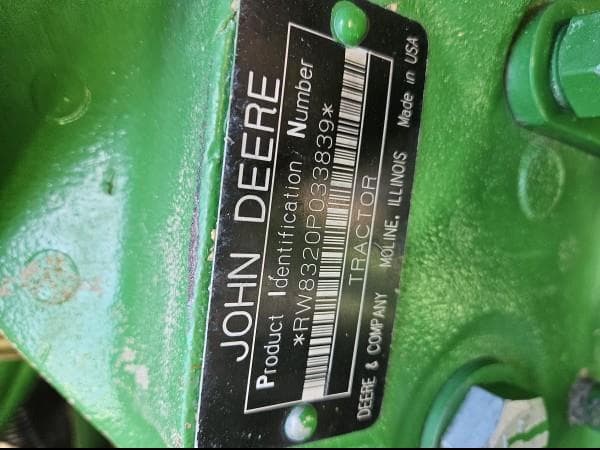 JOHN DEERE
Product Identification Number
*RW8320P033839*
TRACTOR
DEERE & COMPANY MOLINE, ILLINOIS Made in USA